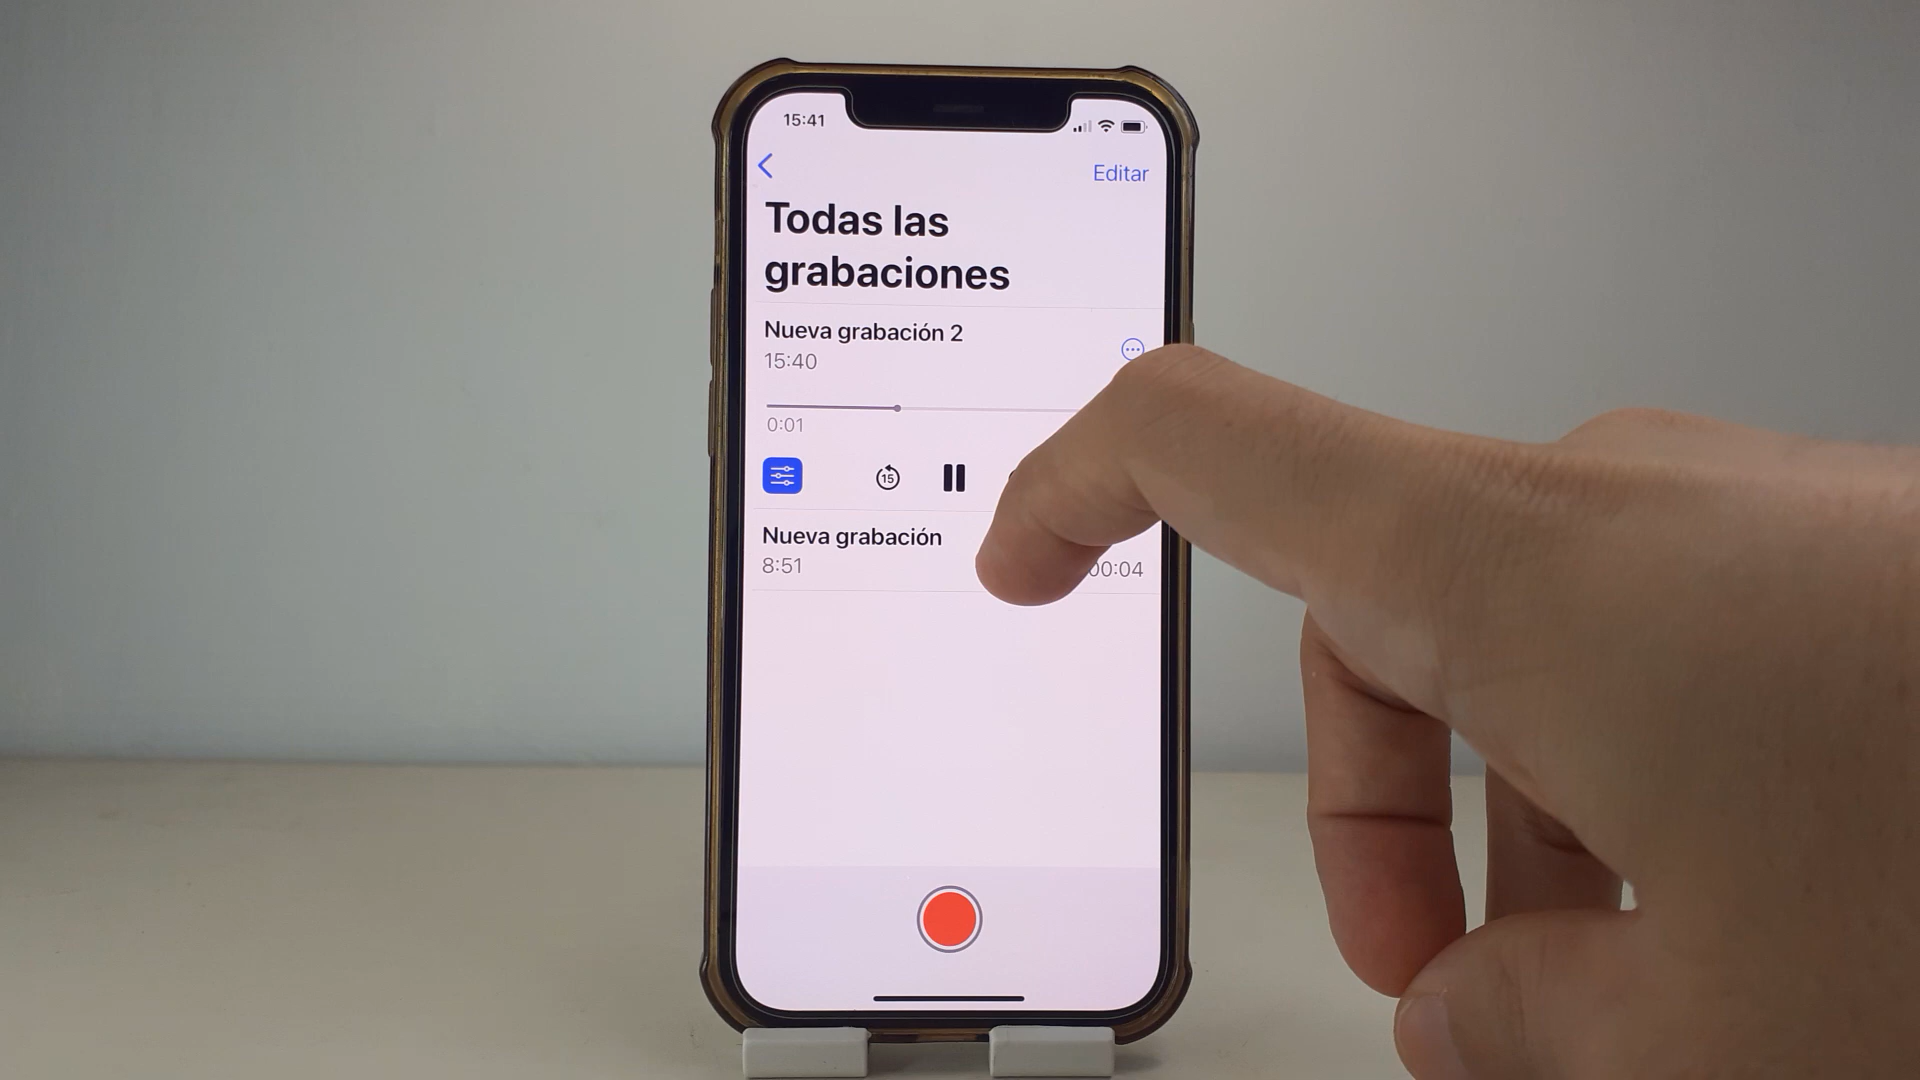 15:41
Editar
Todas las
grabaciones
Nueva grabación 2
15:40
0:01
15
Nueva grabación
8:51
00:04